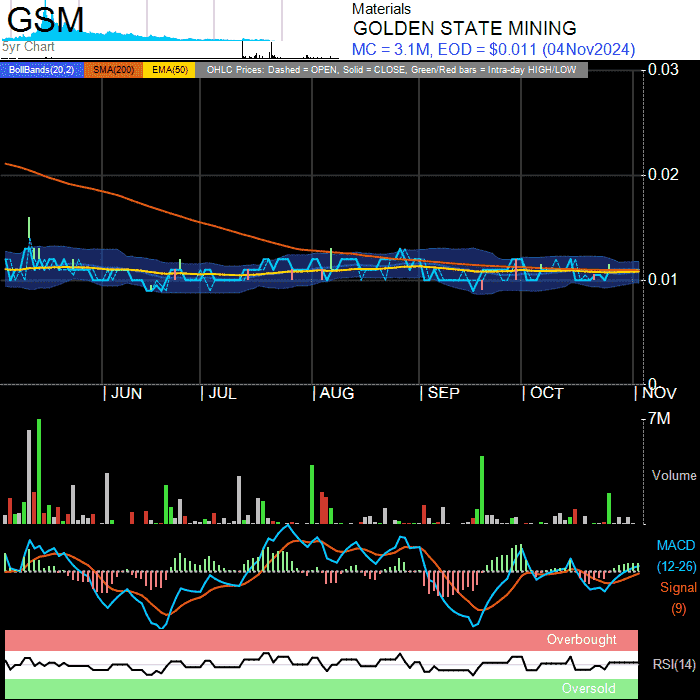 GSM
5yr Chart
Materials
GOLDEN STATE MINING
MC = 3.1M, EOD = $0.011 (04Nov2024)
BollBands(20,2) SMA(200) EMA(50) OHLC Prices: Dashed = OPEN, Solid = CLOSE, Green/Red bars = Intra-day HIGH/LOW
0.03
0.02
0.01
0
JUN JUL AUG SEP OCT NOV
7M
Volume
MACD
(12-26)
Signal
(9)
Overbought
RSI(14)
Oversold